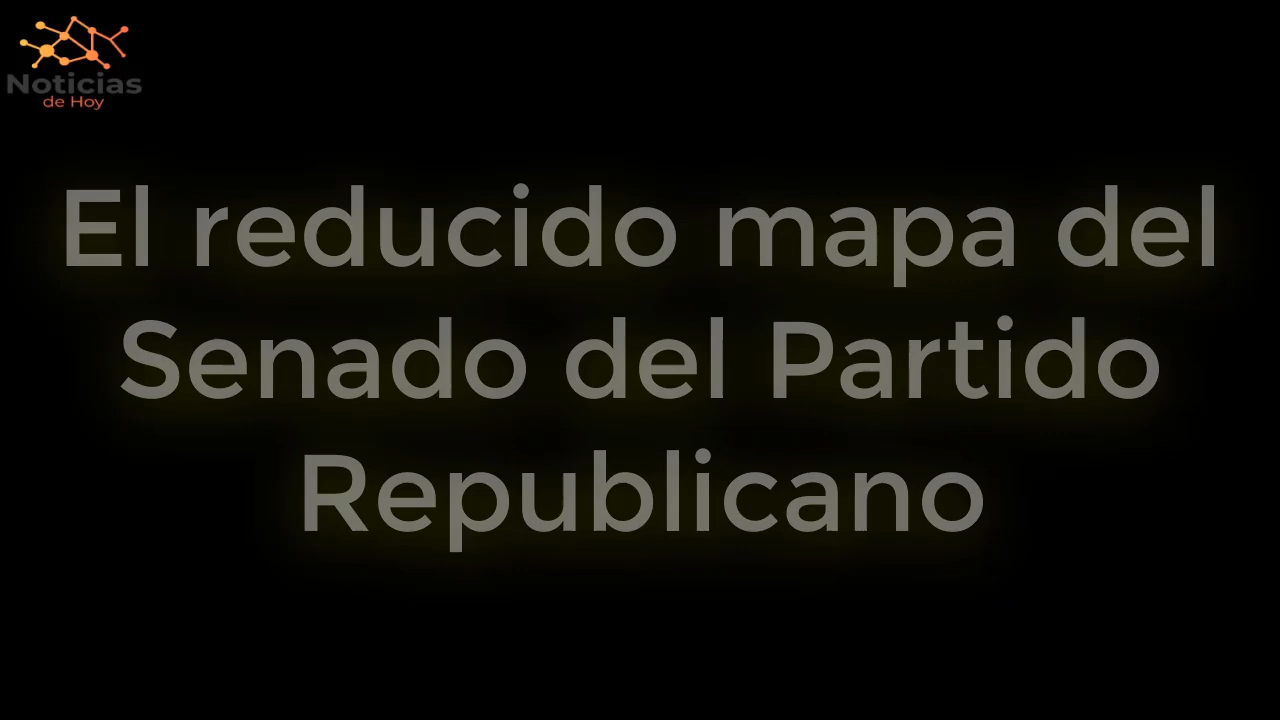 Noticias
de Hoy
El reducido mapa del
Senado del Partido
Republicano